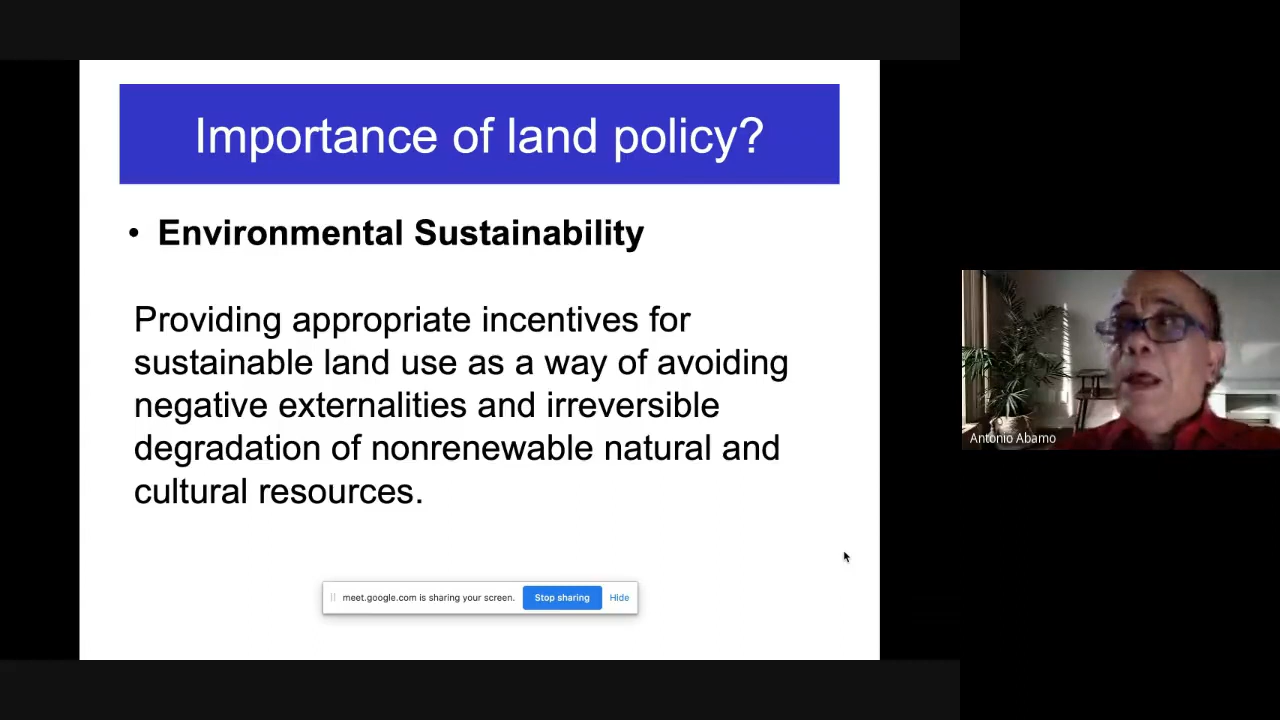 Importance of land policy?
• Environmental Sustainability
Providing appropriate incentives for
sustainable land use as a way of avoiding
negative externalities and irreversible
degradation of nonrenewable natural and
cultural resources.
meet.google.com is sharing your screen. Stop sharing Hide
Antonio Abamo